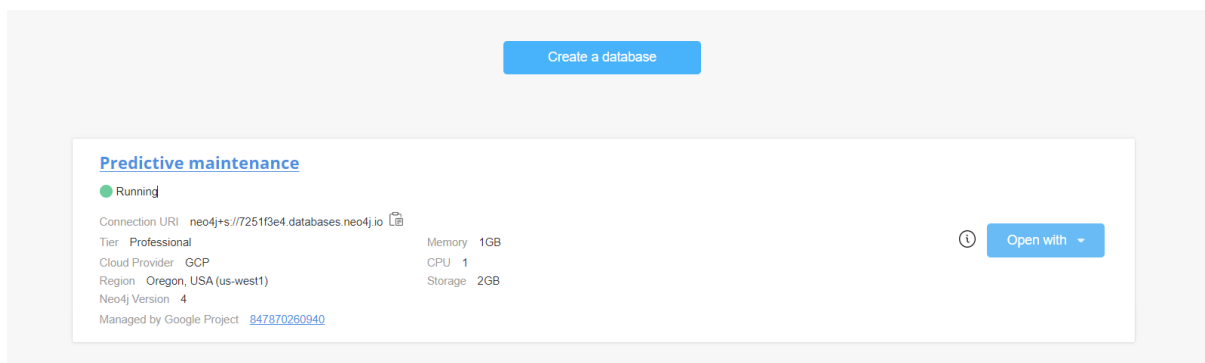 Create a database
Predictive maintenance
Running
Connection URI neo4j+s://7251f3e4.databases.neo4j.io
Tier Professional Memory 1GB
Cloud Provider GCP CPU 1
Region Oregon, USA (us-west1) Storage 2GB
Neo4j Version 4
Managed by Google Project 847870260940
Open with